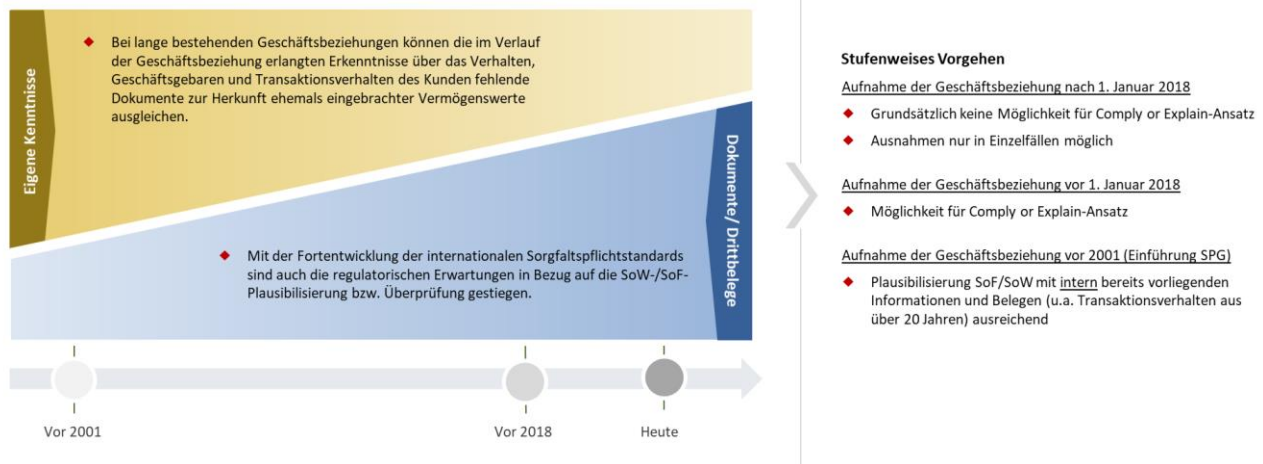 Eigene Kenntnisse
Bei lange bestehenden Geschäftsbeziehungen können die im Verlauf
der Geschäftsbeziehung erlangten Erkenntnisse über das Verhalten,
Geschäftsgebaren und Transaktionsverhalten des Kunden fehlende
Dokumente zur Herkunft ehemals eingebrachter Vermögenswerte
ausgleichen.
Dokumente/ Drittbelege
Mit der Fortentwicklung der internationalen Sorgfaltspflichtstandards
sind auch die regulatorischen Erwartungen in Bezug auf die SoW-/SoF-
Plausibilisierung bzw. Überprüfung gestiegen.
Vor 2001
Vor 2018
Heute
Stufenweises Vorgehen
Aufnahme der Geschäftsbeziehung nach 1. Januar 2018
Grundsätzlich keine Möglichkeit für Comply or Explain-Ansatz
Ausnahmen nur in Einzelfällen möglich
Aufnahme der Geschäftsbeziehung vor 1. Januar 2018
Möglichkeit für Comply or Explain-Ansatz
Aufnahme der Geschäftsbeziehung vor 2001 (Einführung SPG)
Plausibilisierung SoF/SoW mit intern bereits vorliegenden
Informationen und Belegen (u.a. Transaktionsverhalten aus
über 20 Jahren) ausreichend